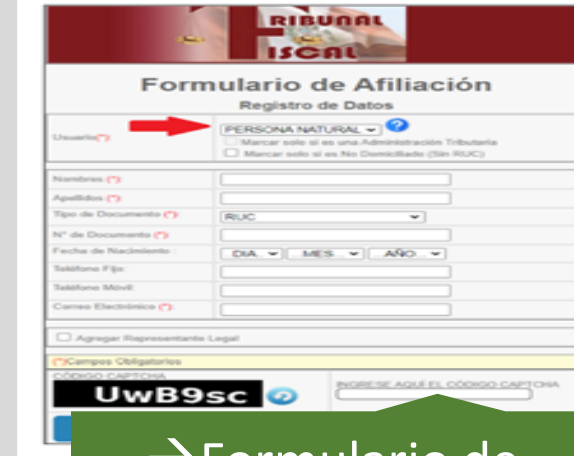 TRIBUNAL
FISCAL
Formulario de Afiliación
Registro de Datos
Usuario(*):
PERSONA NATURAL
Marcar solo si es una Administración Tributaria
Marcar solo si es No Domiciliado (Sin RUC)
Nombres (*):
Apellidos (*):
Tipo de Documento (*):
RUC
N° de Documento (*):
Fecha de Nacimiento :
DIA MES AÑO
Teléfono Fijo:
Teléfono Móvil:
Correo Electrónico (*):
Agregar Representante Legal
(*)Campos Obligatorios
CÓDIGO CAPTCHA
UwB9sc
INGRESE AQUÍ EL CÓDIGO CAPTCHA
→Formulario de